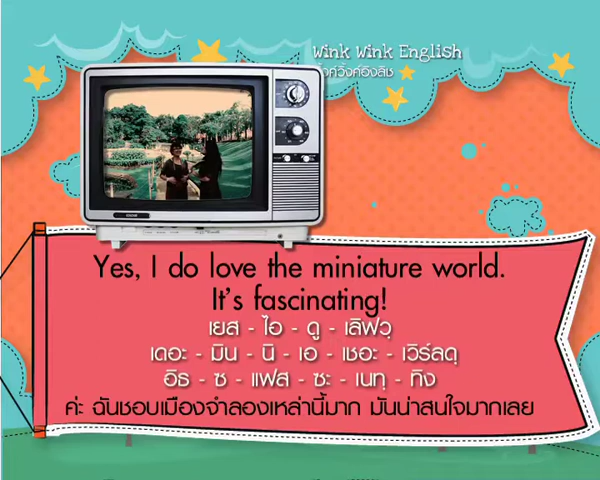 Wink Wink English
วิ้งค์วิ้งค์อิงลิช
Yes, I do love the miniature world.
It's fascinating!
เยส - ไอ - ดู - เลิฟวฺ
เดอะ - มิน - นิ - เอ - เชอะ - เวิร์ลดฺ
อิธ - ซ - แฟส - ซะ - เนทฺ - ทิง
ค่ะ ฉันชอบเมืองจำลองเหล่านี้มาก มันน่าสนใจมากเลย